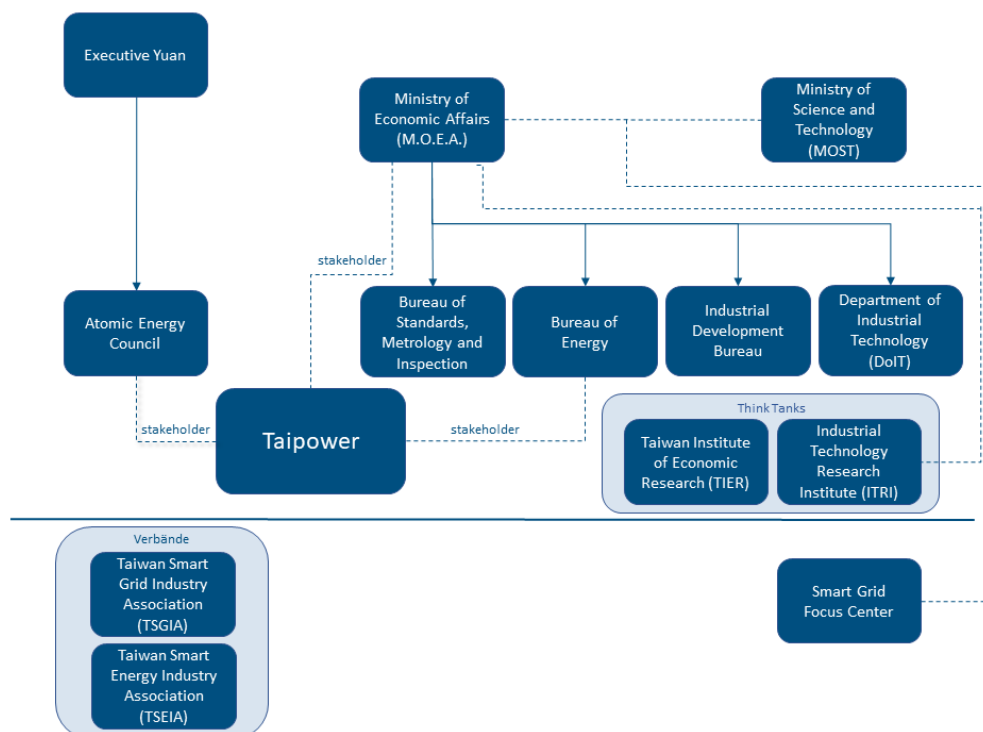 Executive Yuan
Ministry of
Economic Affairs
(M.O.E.A.)
Ministry of
Science and
Technology
(MOST)
stakeholder
Atomic Energy
Council
Bureau of
Standards,
Metrology and
Inspection
Bureau of
Energy
Industrial
Development
Bureau
Department of
Industrial
Technology
(DoIT)
stakeholder
Taipower
stakeholder
Think Tanks
Taiwan Institute
of Economic
Research (TIER)
Industrial
Technology
Research
Institute (ITRI)
Verbände
Taiwan Smart
Grid Industry
Association
(TSGIA)
Taiwan Smart
Energy Industry
Association
(TSEIA)
Smart Grid
Focus Center